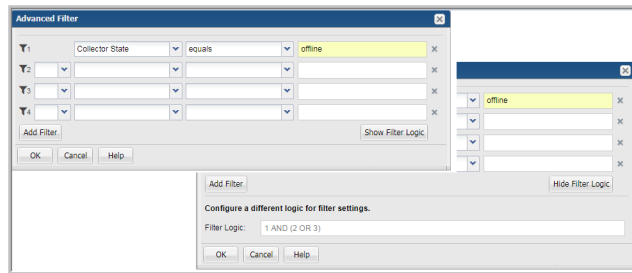 Advanced Filter
1 Collector State equals offline
2
3
4
Add Filter Show Filter Logic
OK Cancel Help
offline
Add Filter Hide Filter Logic
Configure a different logic for filter settings.
Filter Logic: 1 AND (2 OR 3)
OK Cancel Help